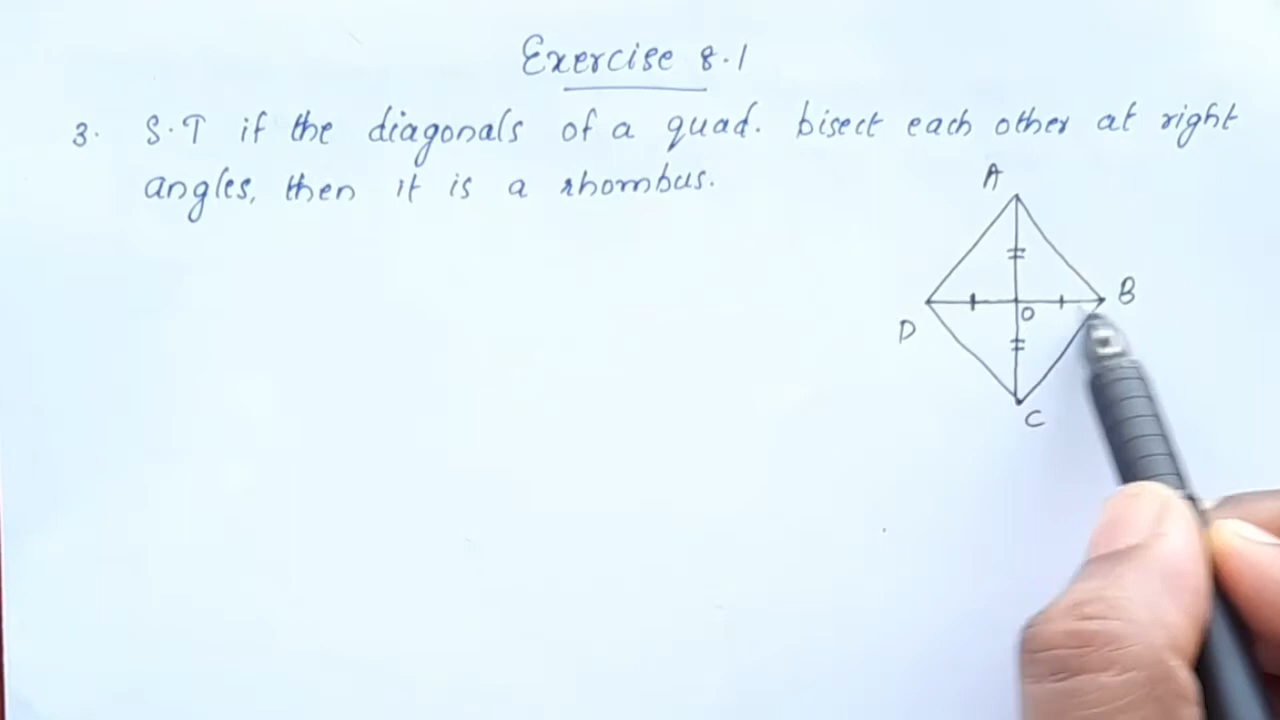 Exercise 8.1
3. S.T if the diagonals of a quad. bisect each other at right
angles, then it is a rhombus.
A
B
O
D
C